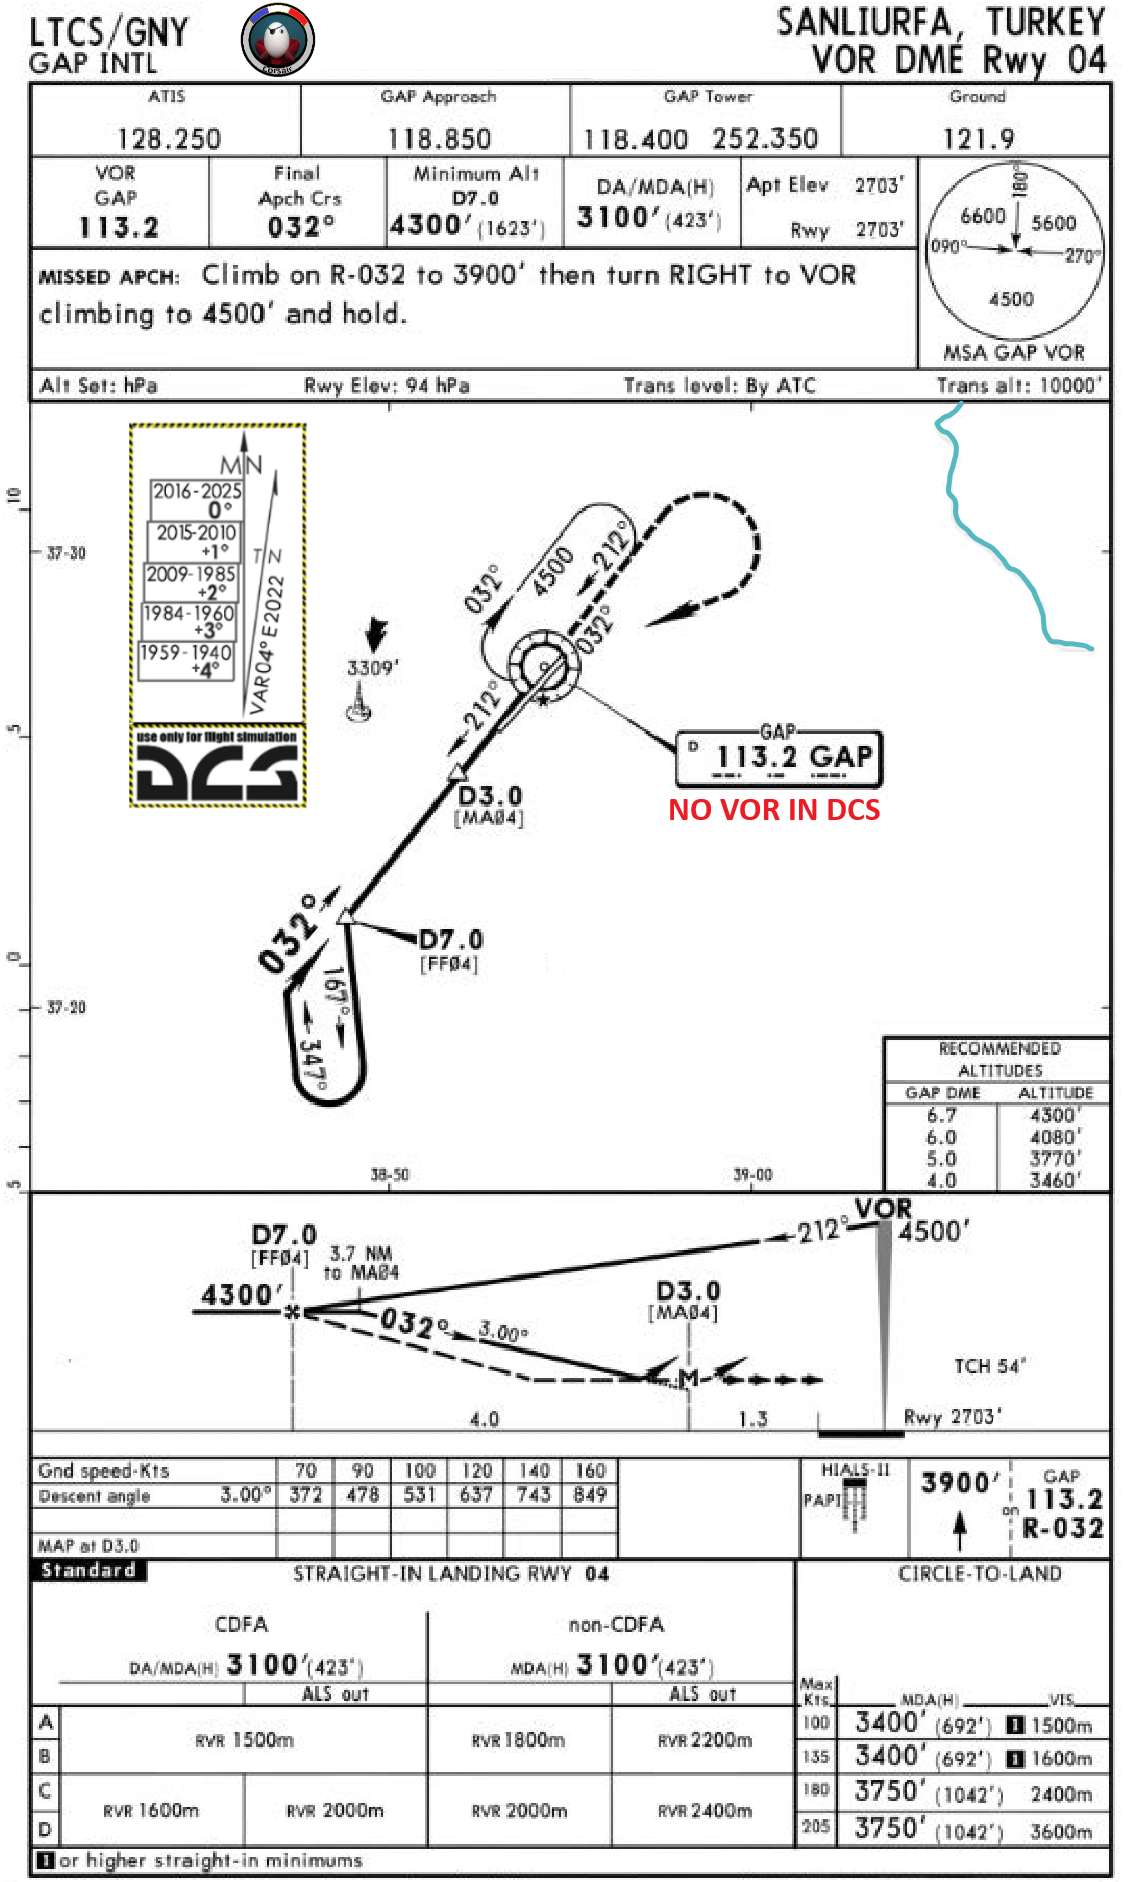 LTCS/GNY
GAP INTL
Corsair
SANLIURFA, TURKEY
VOR DME Rwy 04
ATIS
128.250
GAP Approach
118.850
GAP Tower
118.400 252.350
Ground
121.9
VOR
GAP
113.2
Final
Apch Crs
032°
Minimum Alt
D7.0
4300' (1623')
DA/MDA(H)
3100' (423')
Apt Elev 2703'
Rwy 2703'
180°
6600
5600
090°
270°
4500
MSA GAP VOR
MISSED APCH: Climb on R-032 to 3900' then turn RIGHT to VOR
climbing to 4500' and hold.
Alt Set: hPa
Rwy Elev: 94 hPa
Trans level: By ATC
Trans alt: 10000'
MN
2016-2025
0°
2015-2010
+1°
2009-1985
+2°
1984-1960
+3°
1959-1940
+4°
TN
VAR04°E2022
use only for flight simulation
DCS
10
37-30
5
0
37-20
5
3309'
032°
4500
212°
032°
212°
GAP
D 113.2 GAP
NO VOR IN DCS
D3.0
[MA04]
032°
D7.0
[FF04]
167°
347°
38-50
39-00
RECOMMENDED
ALTITUDES
GAP DME ALTITUDE
6.7 4300'
6.0 4080'
5.0 3770'
4.0 3460'
D7.0
[FF04]
3.7 NM
to MA04
4300'
032°
3.00°
D3.0
[MA04]
M
212°
VOR
4500'
TCH 54'
Rwy 2703'
4.0
1.3
Gnd speed-Kts 70 90 100 120 140 160
Descent angle 3.00° 372 478 531 637 743 849
MAP at D3.0
HIALS-II
PAPI
3900'
on
GAP
113.2
R-032
Standard
STRAIGHT-IN LANDING RWY 04
CIRCLE-TO-LAND
CDFA
non-CDFA
DA/MDA(H) 3100'(423')
MDA(H) 3100'(423')
ALS out
ALS out
Max
Kts
MDA(H)
VIS
A
B
C
D
RVR 1500m
RVR 1800m
RVR 2200m
RVR 1600m
RVR 2000m
RVR 2000m
RVR 2400m
100 3400' (692') 1 1500m
135 3400' (692') 1 1600m
180 3750' (1042') 2400m
205 3750' (1042') 3600m
1 or higher straight-in minimums